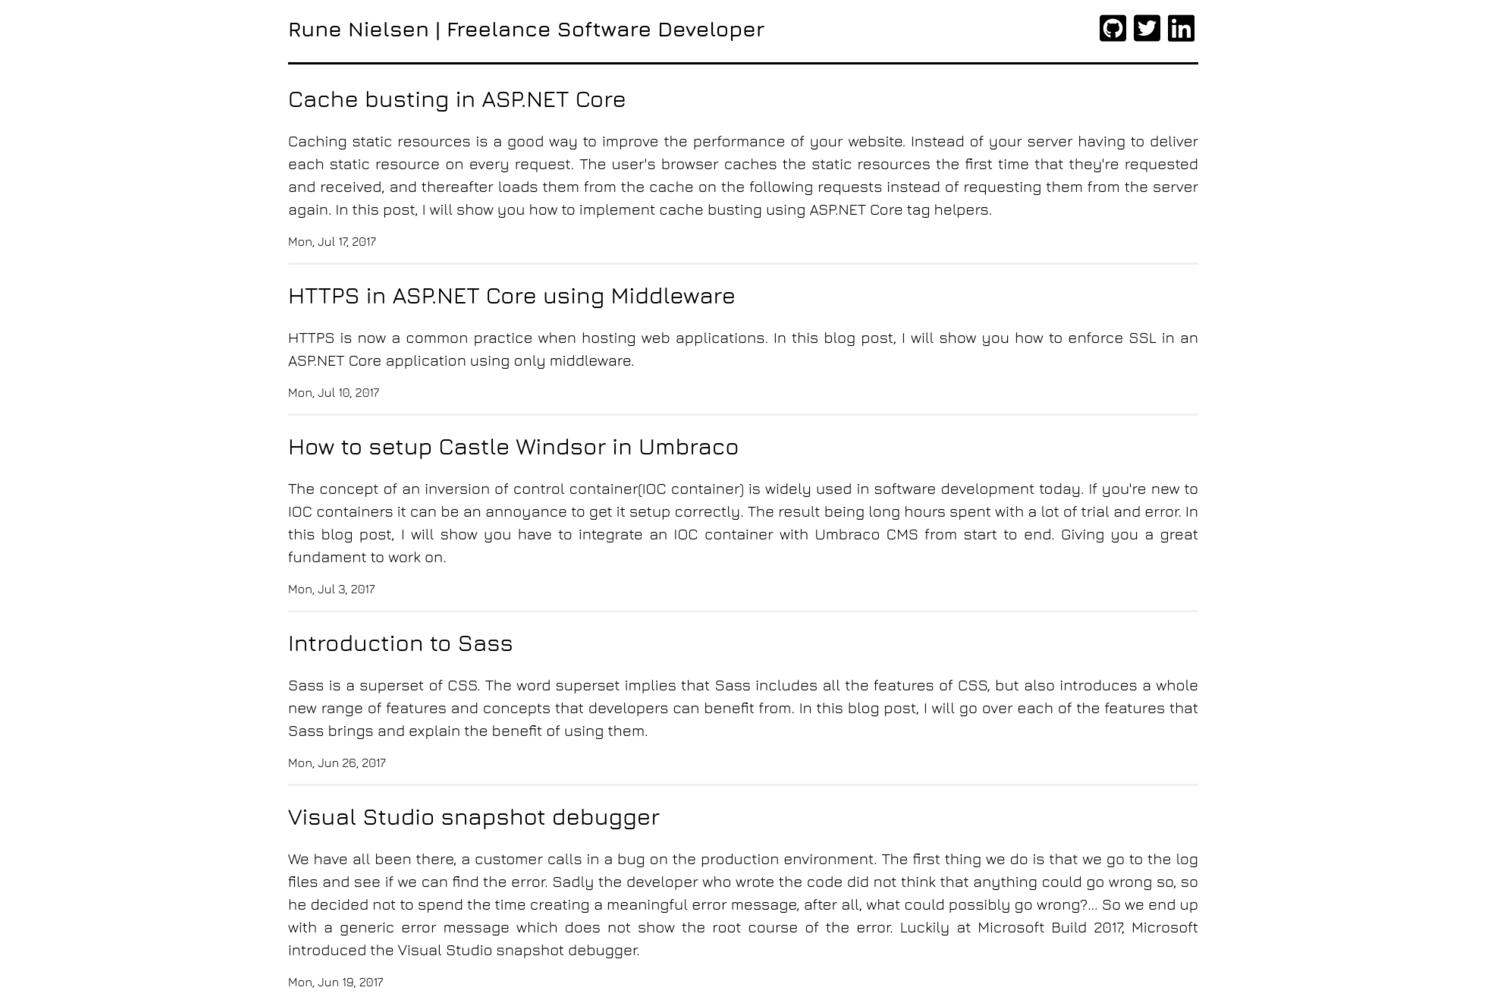 Rune Nielsen | Freelance Software Developer
Cache busting in ASP.NET Core
Caching static resources is a good way to improve the performance of your website. Instead of your server having to deliver
each static resource on every request. The user's browser caches the static resources the first time that they're requested
and received, and thereafter loads them from the cache on the following requests instead of requesting them from the server
again. In this post, I will show you how to implement cache busting using ASP.NET Core tag helpers.
Mon, Jul 17, 2017
HTTPS in ASP.NET Core using Middleware
HTTPS is now a common practice when hosting web applications. In this blog post, I will show you how to enforce SSL in an
ASP.NET Core application using only middleware.
Mon, Jul 10, 2017
How to setup Castle Windsor in Umbraco
The concept of an inversion of control container(IOC container) is widely used in software development today. If you're new to
IOC containers it can be an annoyance to get it setup correctly. The result being long hours spent with a lot of trial and error. In
this blog post, I will show you have to integrate an IOC container with Umbraco CMS from start to end. Giving you a great
fundament to work on.
Mon, Jul 3, 2017
Introduction to Sass
Sass is a superset of CSS. The word superset implies that Sass includes all the features of CSS, but also introduces a whole
new range of features and concepts that developers can benefit from. In this blog post, I will go over each of the features that
Sass brings and explain the benefit of using them.
Mon, Jun 26, 2017
Visual Studio snapshot debugger
We have all been there, a customer calls in a bug on the production environment. The first thing we do is that we go to the log
files and see if we can find the error. Sadly the developer who wrote the code did not think that anything could go wrong so, so
he decided not to spend the time creating a meaningful error message, after all, what could possibly go wrong?... So we end up
with a generic error message which does not show the root course of the error. Luckily at Microsoft Build 2017, Microsoft
introduced the Visual Studio snapshot debugger.
Mon, Jun 19, 2017